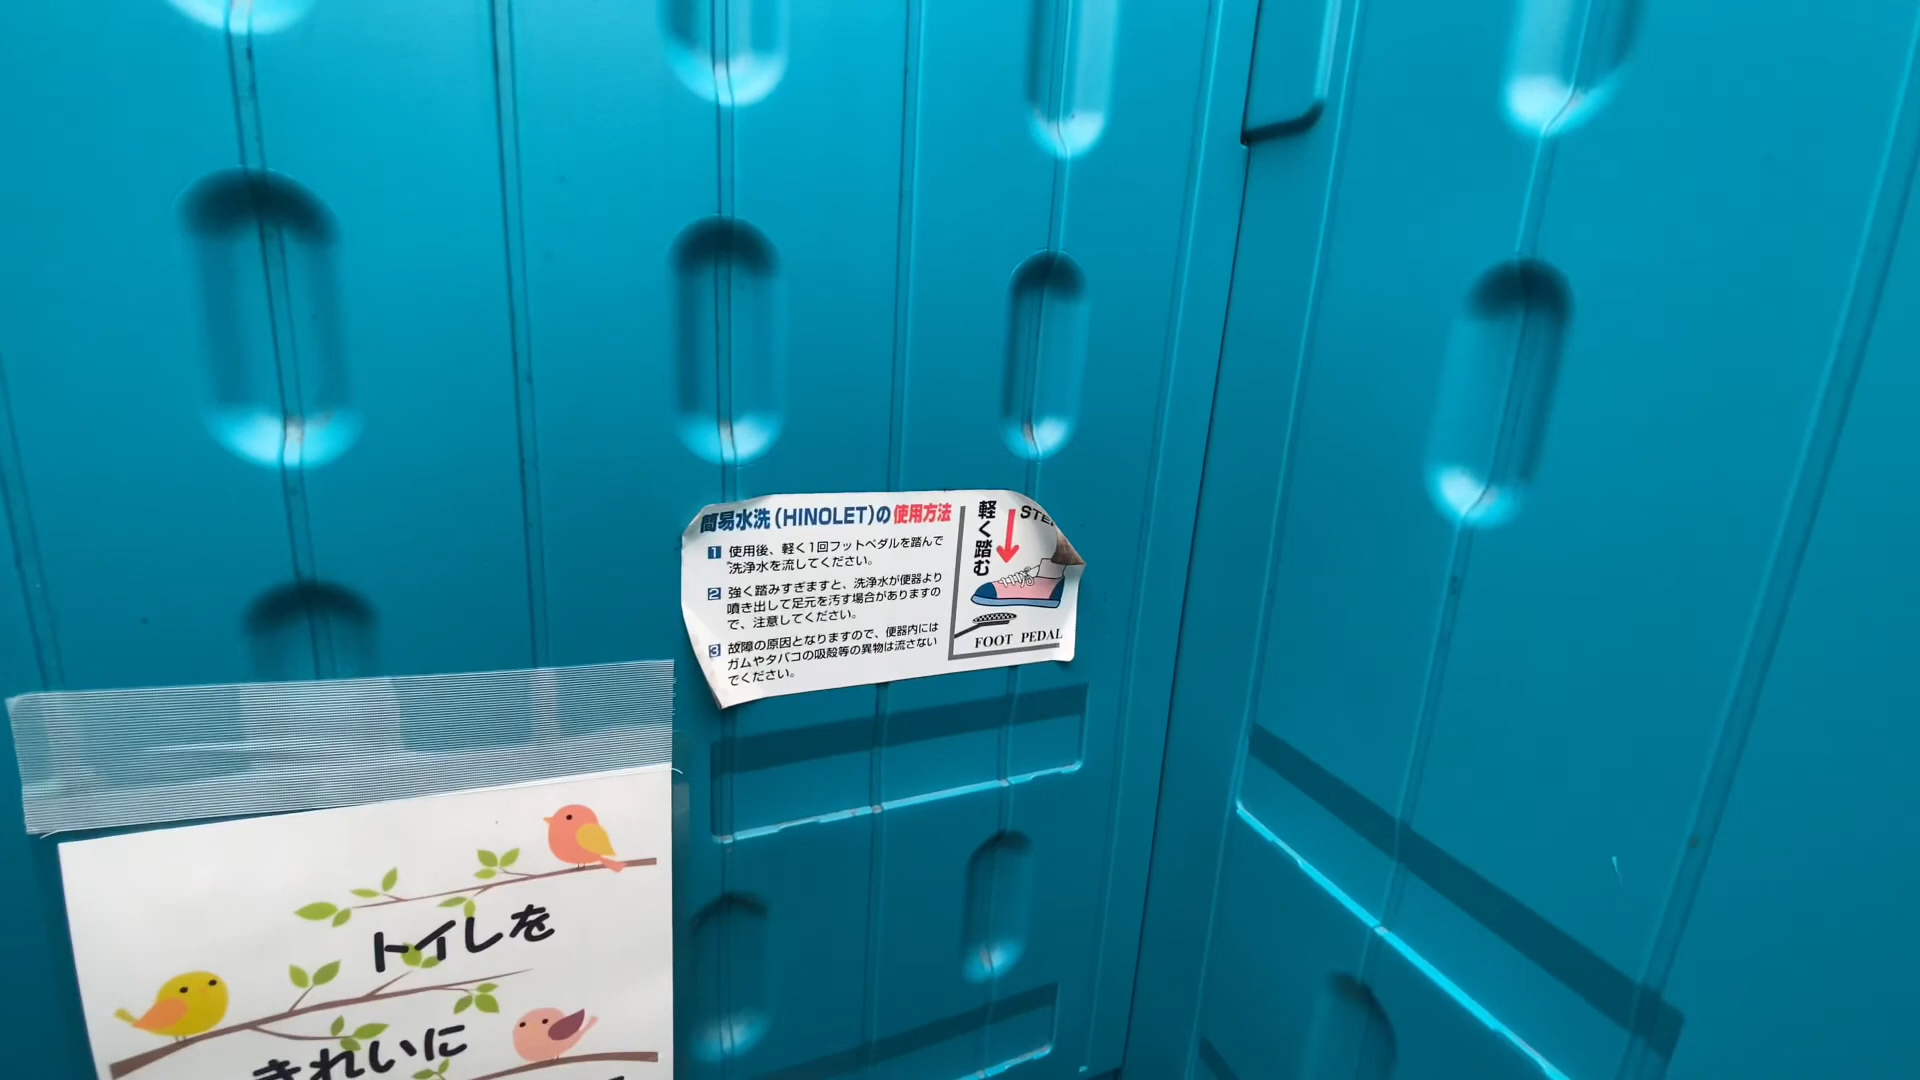 簡易水洗(HINOLET)の使用方法
1 使用後、軽く1回フットペダルを踏んで
洗浄水を流してください。
2 強く踏みすぎますと、洗浄水が便器より
噴き出して足元を汚す場合がありますの
で、注意してください。
3 故障の原因となりますので、便器内には
ガムやタバコの吸殻等の異物は流さない
でください。
軽く踏む
STE
FOOT PEDAL
トイレを
きれいに